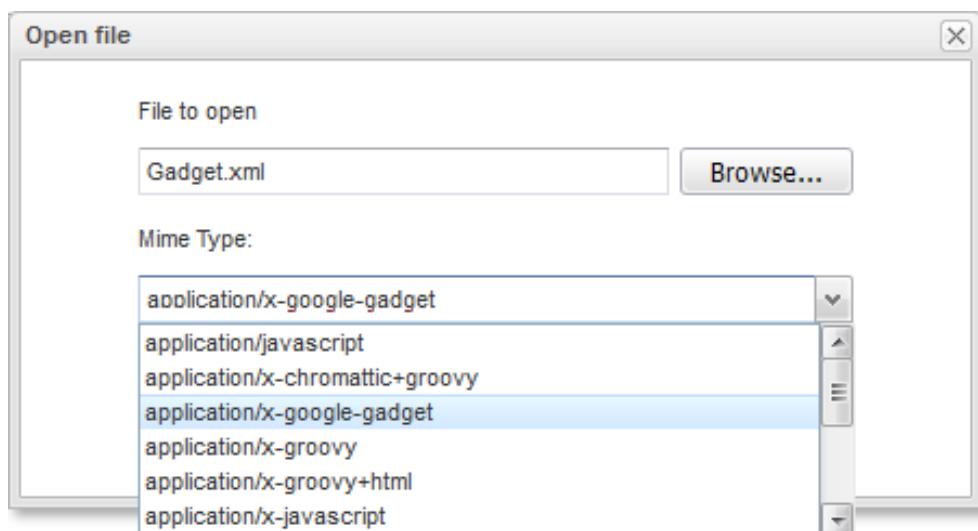 Open file
File to open
Gadget.xml
Browse...
Mime Type:
application/x-google-gadget
application/javascript
application/x-chromattic+groovy
application/x-google-gadget
application/x-groovy
application/x-groovy+html
application/x-javascript